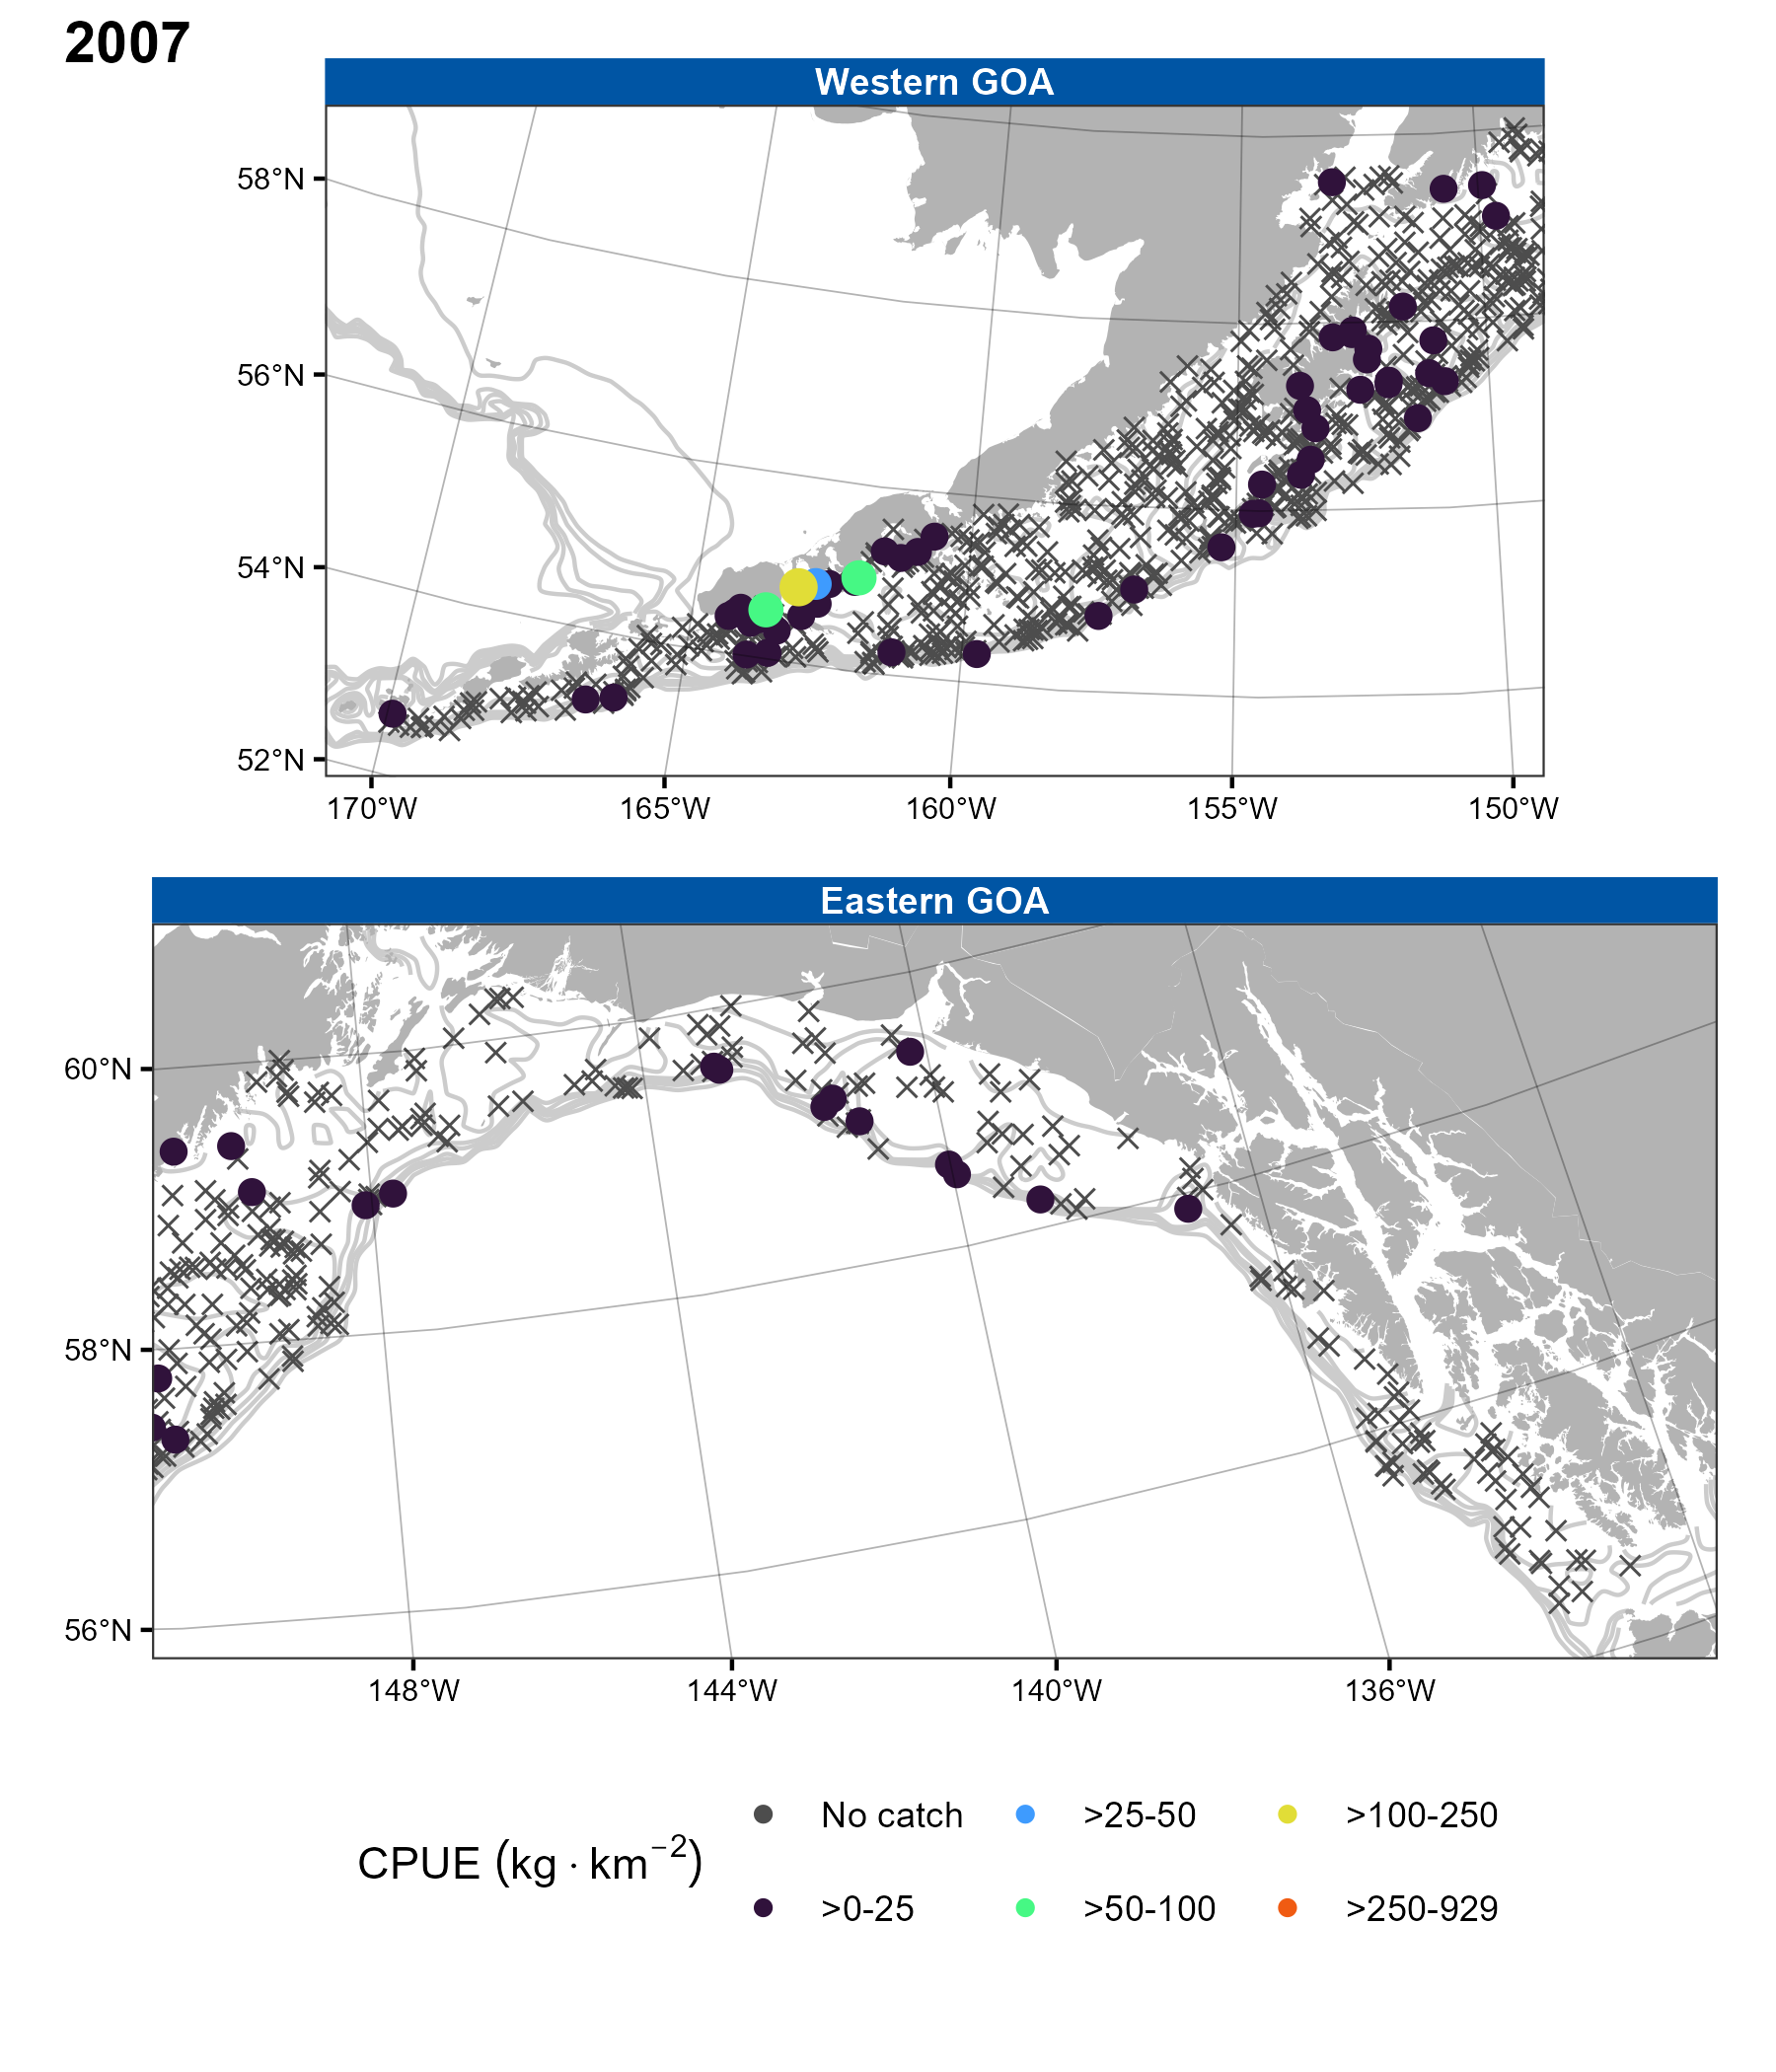 2007
Western GOA
58°N
56°N
54°N
52°N
170°W 165°W 160°W 155°W 150°W
Eastern GOA
60°N
58°N
56°N
148°W 144°W 140°W 136°W
CPUE (kg · km⁻²)
No catch >25-50 >100-250
>0-25 >50-100 >250-929